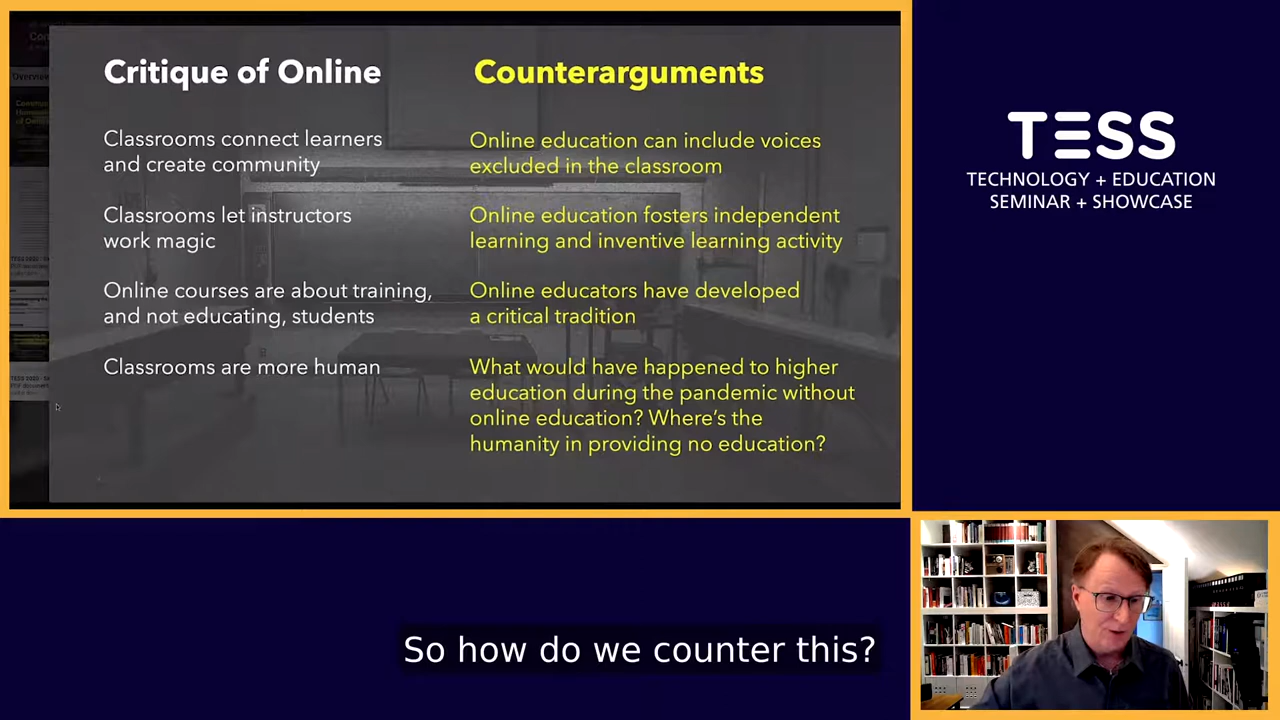 Critique of Online
Classrooms connect learners
and create community
Classrooms let instructors
work magic
Online courses are about training,
and not educating, students
Classrooms are more human
Counterarguments
Online education can include voices
excluded in the classroom
Online education fosters independent
learning and inventive learning activity
Online educators have developed
a critical tradition
What would have happened to higher
education during the pandemic without
online education? Where's the
humanity in providing no education?
TESS
TECHNOLOGY + EDUCATION
SEMINAR + SHOWCASE
So how do we counter this?